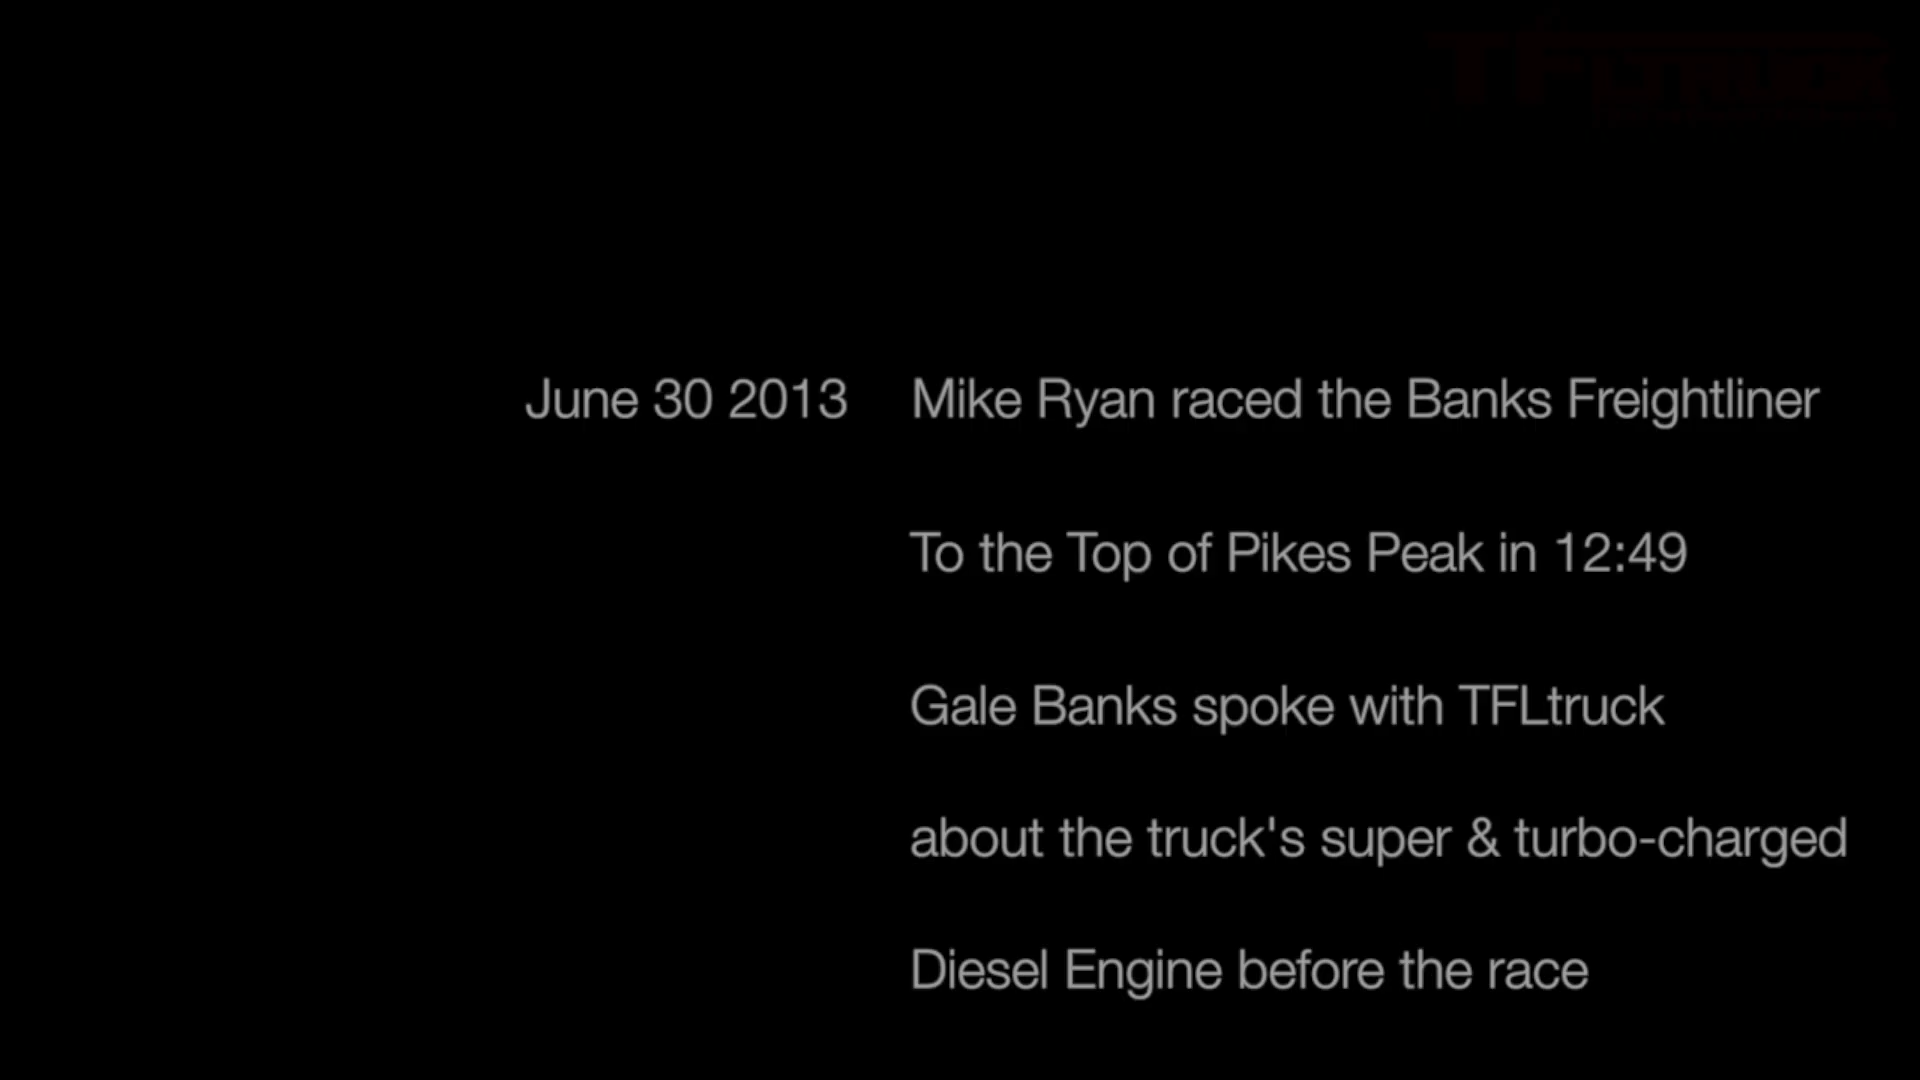 TFLTRUCK
June 30 2013 Mike Ryan raced the Banks Freightliner
To the Top of Pikes Peak in 12:49
Gale Banks spoke with TFLtruck
about the truck's super & turbo-charged
Diesel Engine before the race